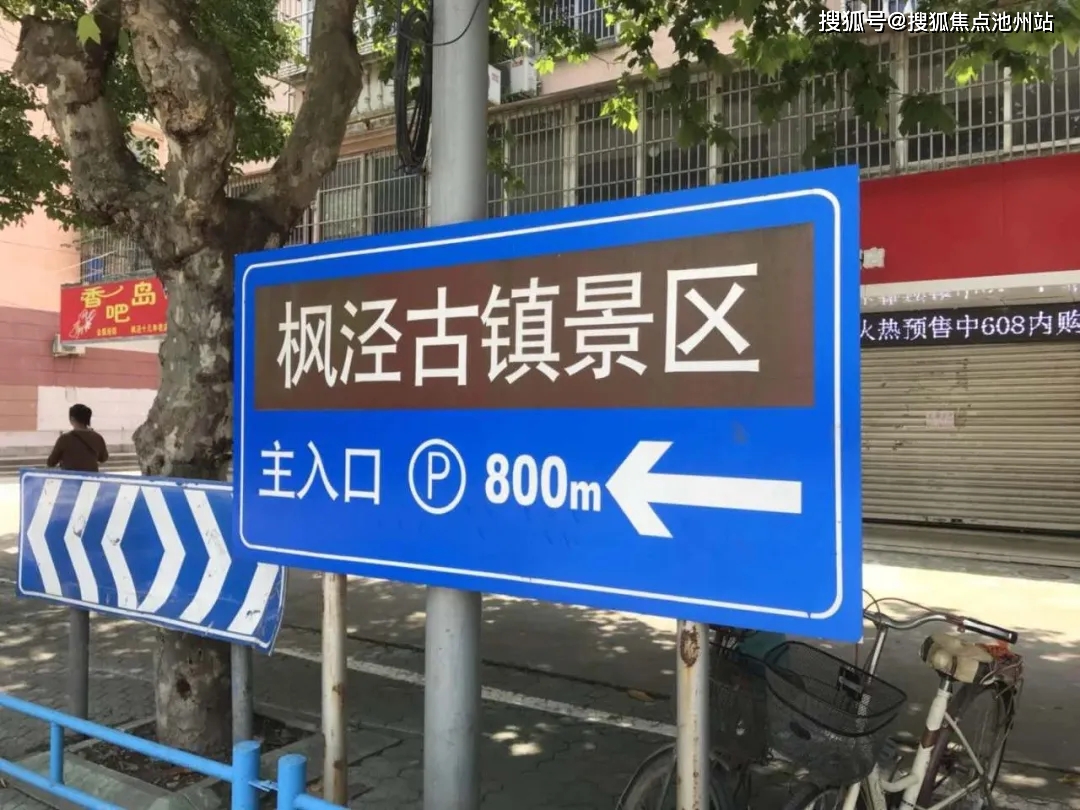 搜狐号@搜狐焦点池州站
枫泾古镇景区
主入口 P 800m
香吧岛
火热预售中608内购